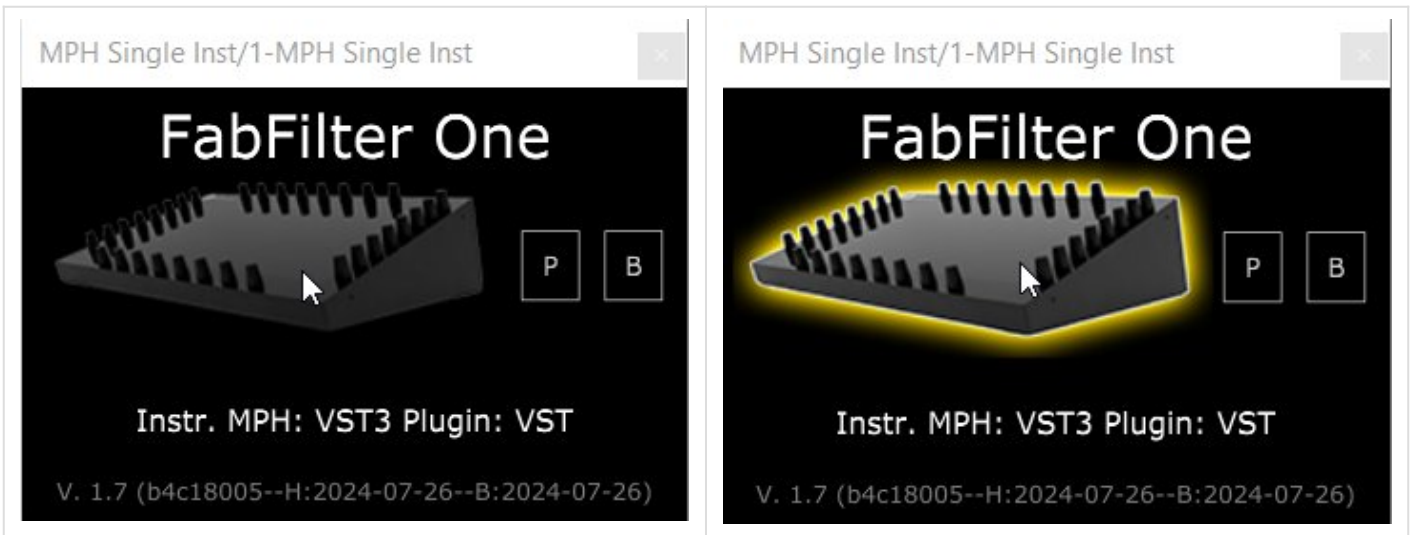 MPH Single Inst/1-MPH Single Inst
×
FabFilter One
P B
Instr. MPH: VST3 Plugin: VST
V. 1.7 (b4c18005--H:2024-07-26--B:2024-07-26)
MPH Single Inst/1-MPH Single Inst
×
FabFilter One
P B
Instr. MPH: VST3 Plugin: VST
V. 1.7 (b4c18005--H:2024-07-26--B:2024-07-26)